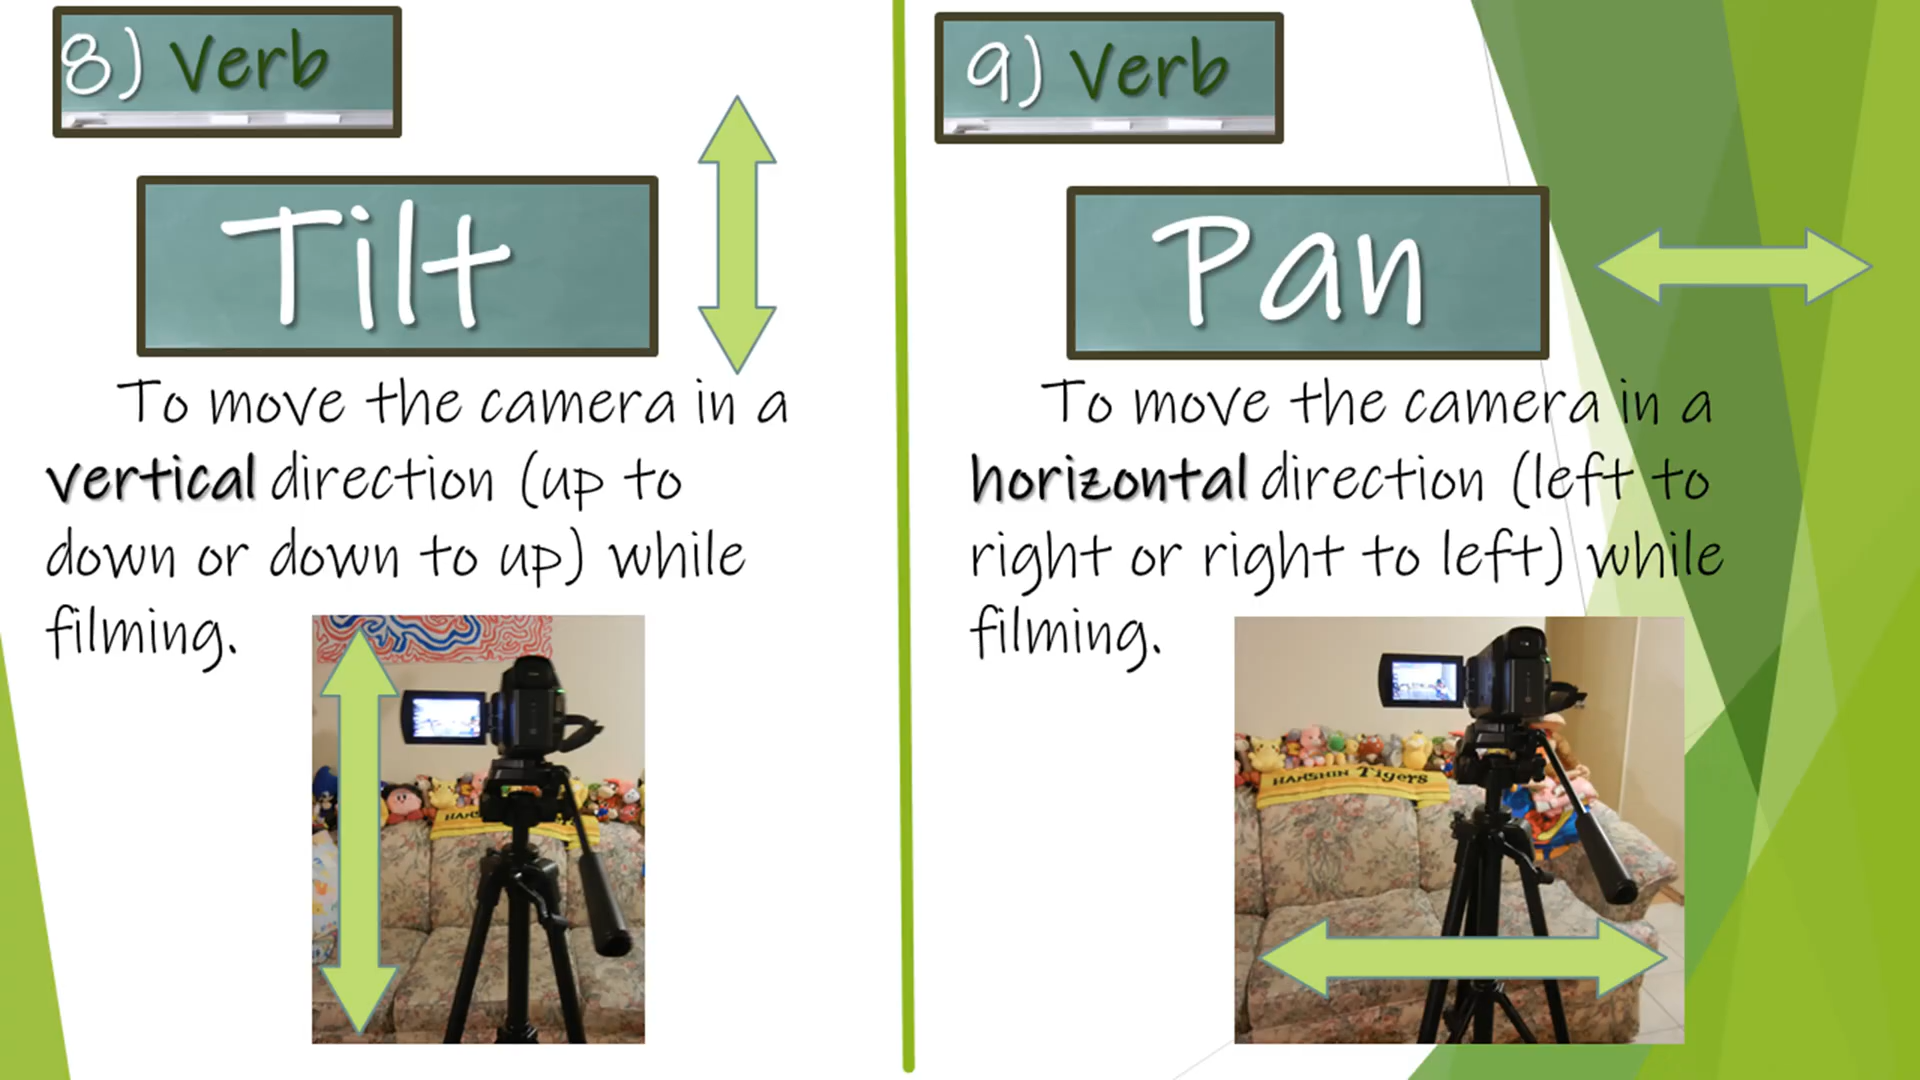 8) Verb
Tilt
To move the camera in a
vertical direction (up to
down or down to up) while
filming.
HANS
9) Verb
Pan
To move the camera in a
horizontal direction (left to
right or right to left) while
filming.
HANSHIN Tigers